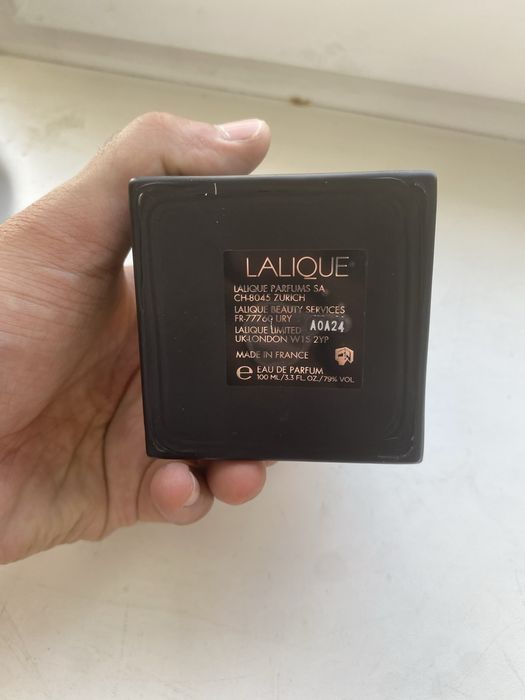 LALIQUE®
LALIQUE PARFUMS SA
CH-8045 ZURICH
LALIQUE BEAUTY SERVICES
FR-77760 URY
LALIQUE LIMITED
UK-LONDON W1S 2YP
A0A24
MADE IN FRANCE
e EAU DE PARFUM
100 ML/3.3 FL.OZ./79% VOL